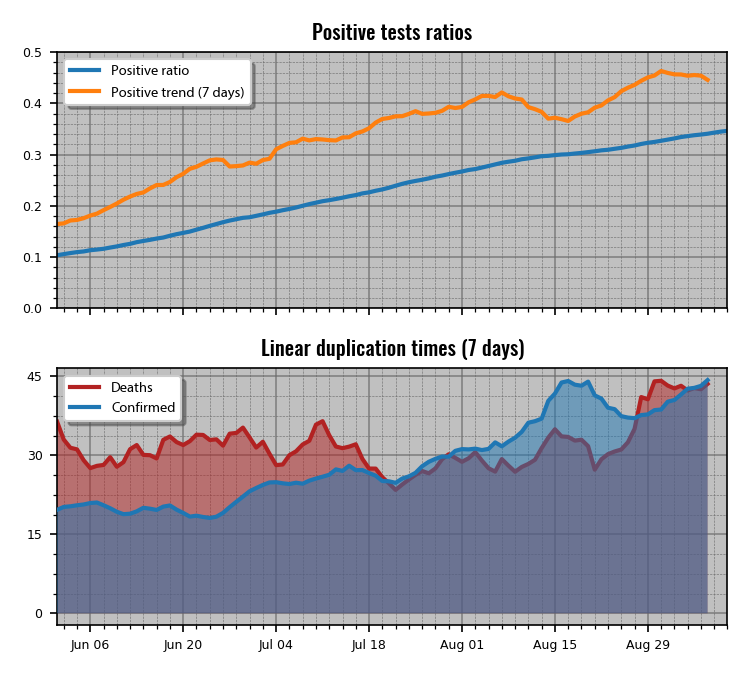 Positive tests ratios
0.5
Positive ratio
Positive trend (7 days)
0.4
0.3
0.2
0.1
0.0
Linear duplication times (7 days)
45
Deaths
Confirmed
30
15
0
Jun 06 Jun 20 Jul 04 Jul 18 Aug 01 Aug 15 Aug 29